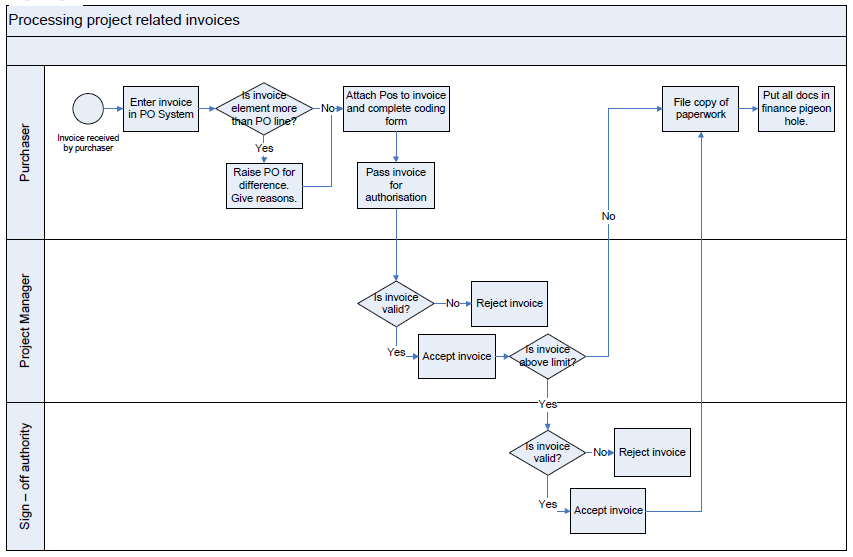 Processing project related invoices
Purchaser
Invoice received
by purchaser
Enter invoice
in PO System
Is invoice
element more
than PO line?
No
Yes
Raise PO for
difference.
Give reasons.
Attach Pos to invoice
and complete coding
form
Pass invoice
for
authorisation
File copy of
paperwork
Put all docs in
finance pigeon
hole.
No
Project Manager
Is invoice
valid?
No
Reject invoice
Yes
Accept invoice
Is invoice
above limit?
Yes
Sign – off authority
Is invoice
valid?
No
Reject invoice
Yes
Accept invoice